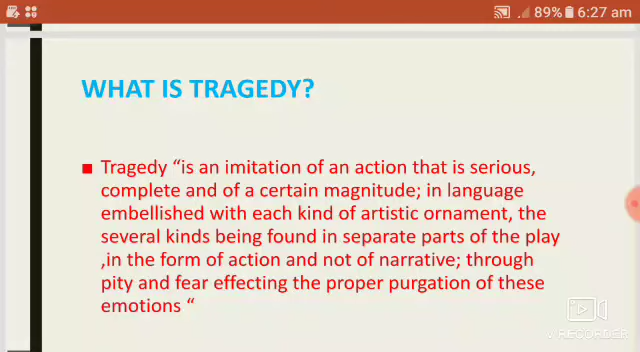 89% 6:27 am
WHAT IS TRAGEDY?
Tragedy “is an imitation of an action that is serious,
complete and of a certain magnitude; in language
embellished with each kind of artistic ornament, the
several kinds being found in separate parts of the play
,in the form of action and not of narrative; through
pity and fear effecting the proper purgation of these
emotions “
V RECORDER